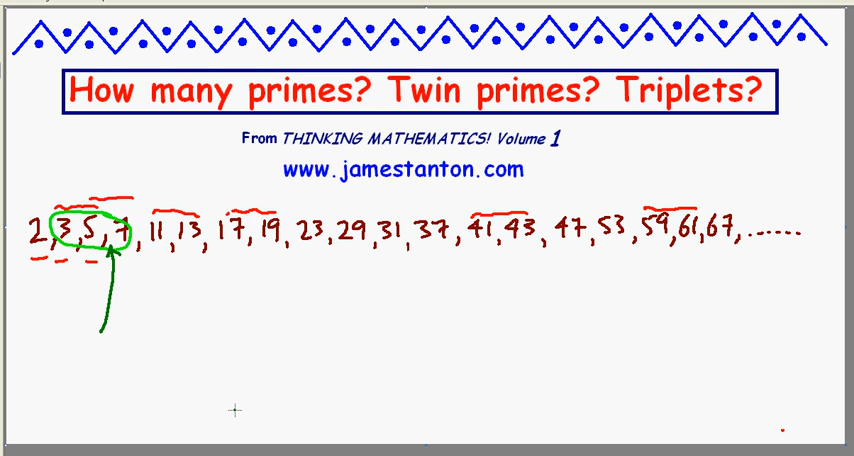 How many primes? Twin primes? Triplets?
From THINKING MATHEMATICS! Volume 1
www.jamestanton.com
2, 3, 5, 7, 11, 13, 17, 19, 23, 29, 31, 37, 41, 43, 47, 53, 59, 61, 67, ......